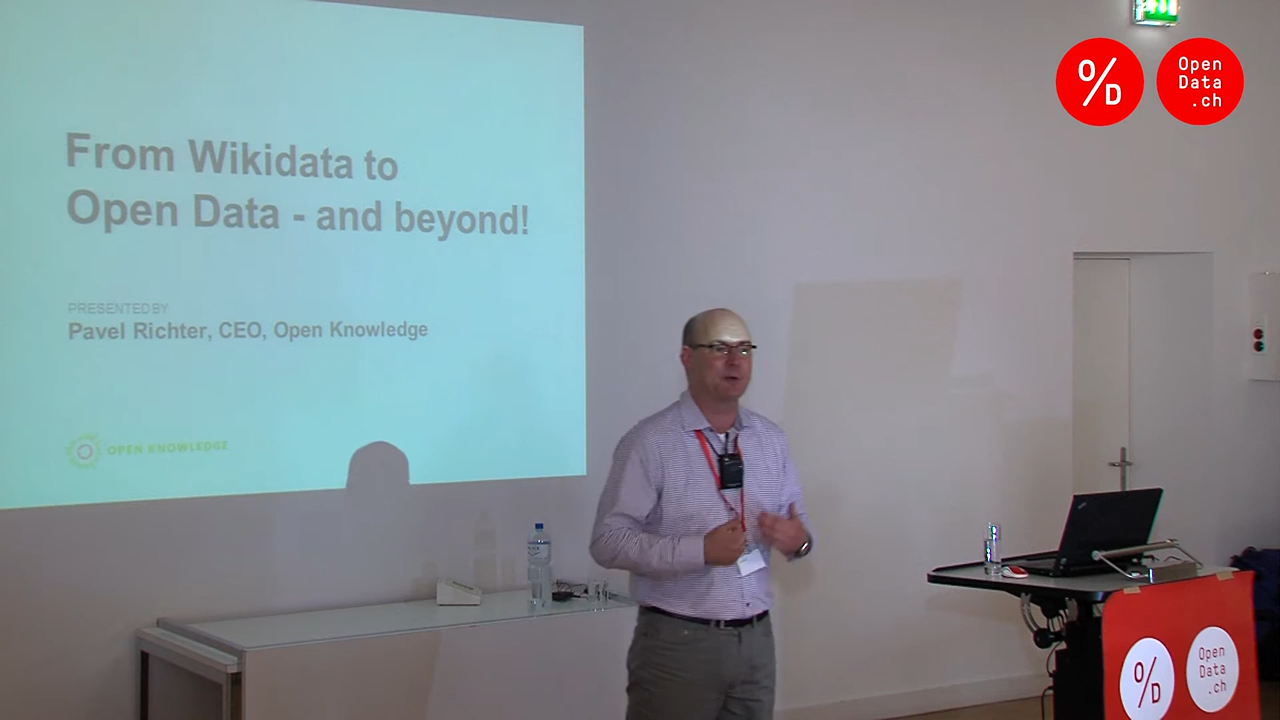 From Wikidata to
Open Data - and beyond!
PRESENTED BY
Pavel Richter, CEO, Open Knowledge
OPEN KNOWLEDGE
O/D
Open
Data
.ch
O/D
Open
Data
.ch